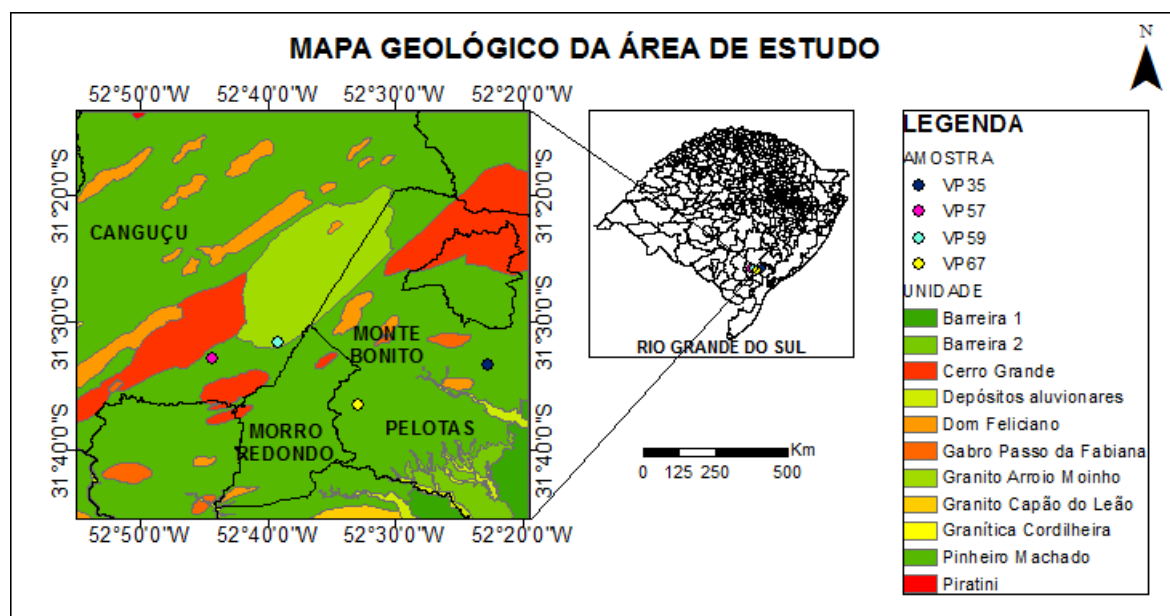 MAPA GEOLÓGICO DA ÁREA DE ESTUDO
N
52°50'0"W 52°40'0"W 52°30'0"W 52°20'0"W
31°20'0"S
31°30'0"S
31°40'0"S
CANGUÇU
MONTE
BONITO
PELOTAS
MORRO
REDONDO
31°20'0"S
31°30'0"S
31°40'0"S
52°50'0"W 52°40'0"W 52°30'0"W 52°20'0"W
RIO GRANDE DO SUL
Km
0 125 250 500
LEGENDA
AMOSTRA
VP35
VP57
VP59
VP67
UNIDADE
Barreira 1
Barreira 2
Cerro Grande
Depósitos aluvionares
Dom Feliciano
Gabro Passo da Fabiana
Granito Arroio Moinho
Granito Capão do Leão
Granítica Cordilheira
Pinheiro Machado
Piratini